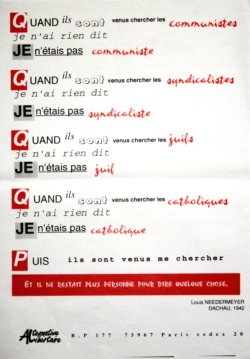 QUAND ils sont venus chercher les communistes
je n'ai rien dit
JE n'étais pas communiste
QUAND ils sont venus chercher les syndicalistes
je n'ai rien dit
JE n'étais pas syndicaliste
QUAND ils sont venus chercher les juifs
je n'ai rien dit
JE n'étais pas juif
QUAND ils sont venus chercher les catholiques
je n'ai rien dit
JE n'étais pas catholique
PUIS ils sont venus me chercher
ET IL NE RESTAIT PLUS PERSONNE POUR DIRE QUELQUE CHOSE.
Louis NEEDERMEYER
DACHAU, 1942
Alternative libertaire
B.P 177 75967 Paris cedex 20